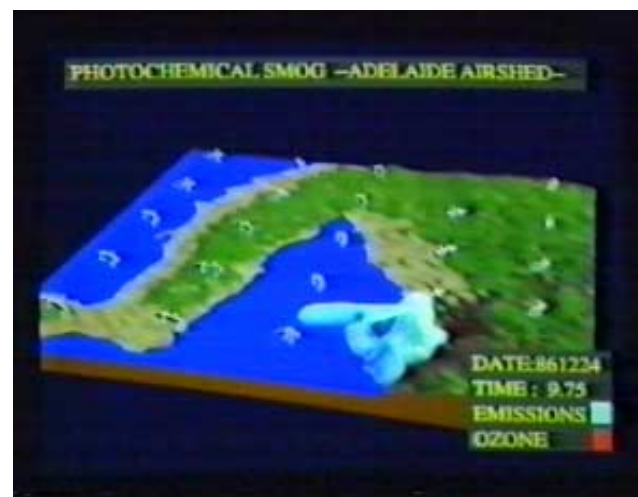 PHOTOCHEMICAL SMOG --ADELAIDE AIRSHED--
DATE:861224
TIME : 9.75
EMISSIONS
OZONE